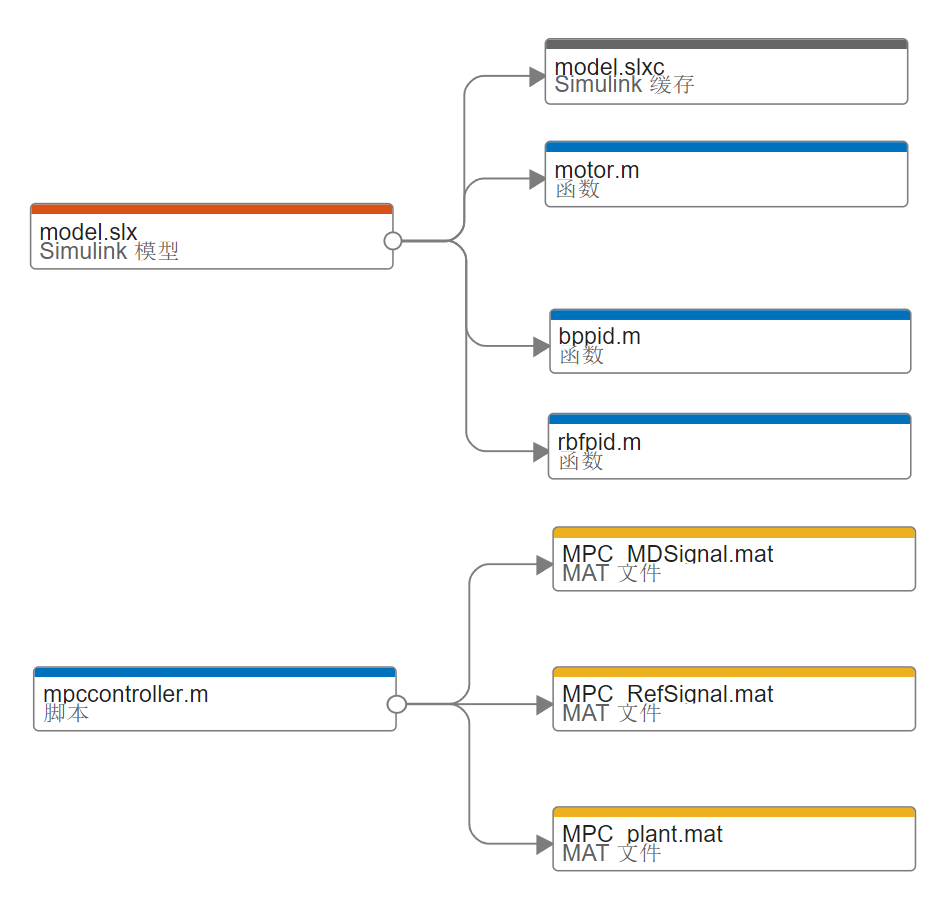 model.slxc
Simulink 缓存
motor.m
函数
model.slx
Simulink 模型
bppid.m
函数
rbfpid.m
函数
MPC_MDSignal.mat
MAT 文件
mpccontroller.m
脚本
MPC_RefSignal.mat
MAT 文件
MPC_plant.mat
MAT 文件